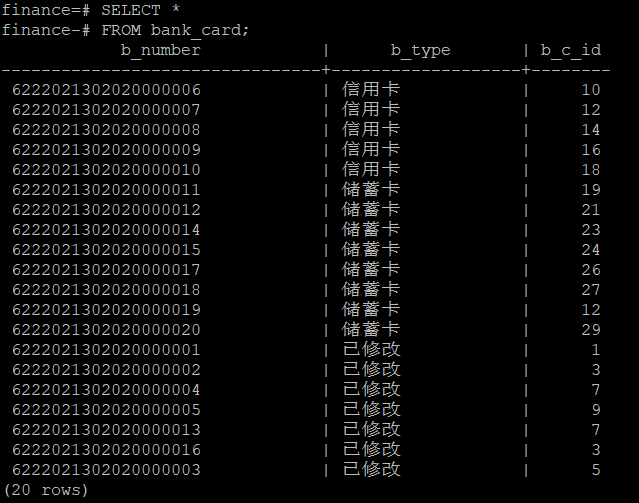 finance=# SELECT *
finance-# FROM bank_card;
b_number | b_type | b_c_id
-------------------------------+--------------------+--------
6222021302020000006 | 信用卡 | 10
6222021302020000007 | 信用卡 | 12
6222021302020000008 | 信用卡 | 14
6222021302020000009 | 信用卡 | 16
6222021302020000010 | 信用卡 | 18
6222021302020000011 | 储蓄卡 | 19
6222021302020000012 | 储蓄卡 | 21
6222021302020000014 | 储蓄卡 | 23
6222021302020000015 | 储蓄卡 | 24
6222021302020000017 | 储蓄卡 | 26
6222021302020000018 | 储蓄卡 | 27
6222021302020000019 | 储蓄卡 | 12
6222021302020000020 | 储蓄卡 | 29
6222021302020000001 | 已修改 | 1
6222021302020000002 | 已修改 | 3
6222021302020000004 | 已修改 | 7
6222021302020000005 | 已修改 | 9
6222021302020000013 | 已修改 | 7
6222021302020000016 | 已修改 | 3
6222021302020000003 | 已修改 | 5
(20 rows)